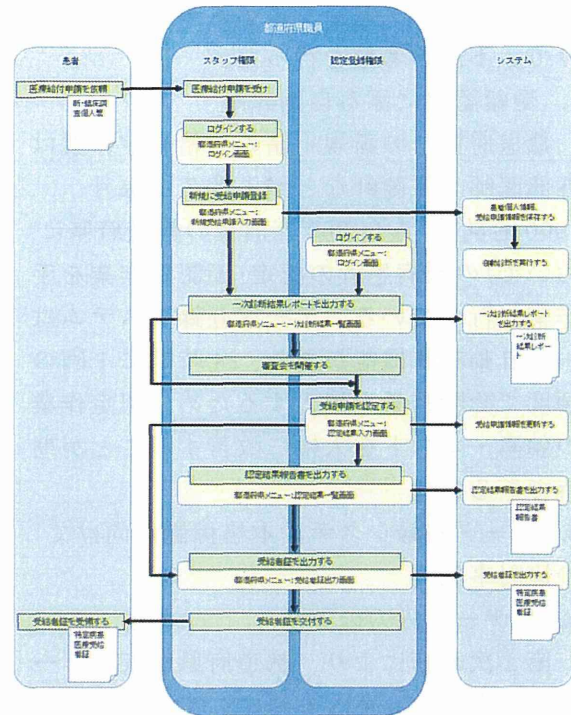 都道府県職員
患者
スタッフ権限
認定登録権限
システム
医療給付申請を依頼
新・臨床調
査個人票
医療給付申請を受け
ログインする
都道府県メニュー:
ログイン画面
新規に受給申請登録
都道府県メニュー:
新規受給申請入力画面
患者個人情報、
受給申請情報を保存する
ログインする
都道府県メニュー:
ログイン画面
自動診断を実行する
一次診断結果レポートを出力する
都道府県メニュー:一次診断結果一覧画面
一次診断結果レポート
を出力する
一次診断
結果レポー
ト
審査会を開催する
受給申請を認定する
都道府県メニュー:
認定結果入力画面
受給申請情報を更新する
認定結果報告書を出力する
都道府県メニュー:認定結果一覧画面
認定結果報告書を出力する
認定結果
報告書
受給者証を出力する
都道府県メニュー:受給者証出力画面
受給者証を出力する
特定疾患
医療受給
者証
受給者証を受領する
特定疾患
医療受給
者証
受給者証を交付する